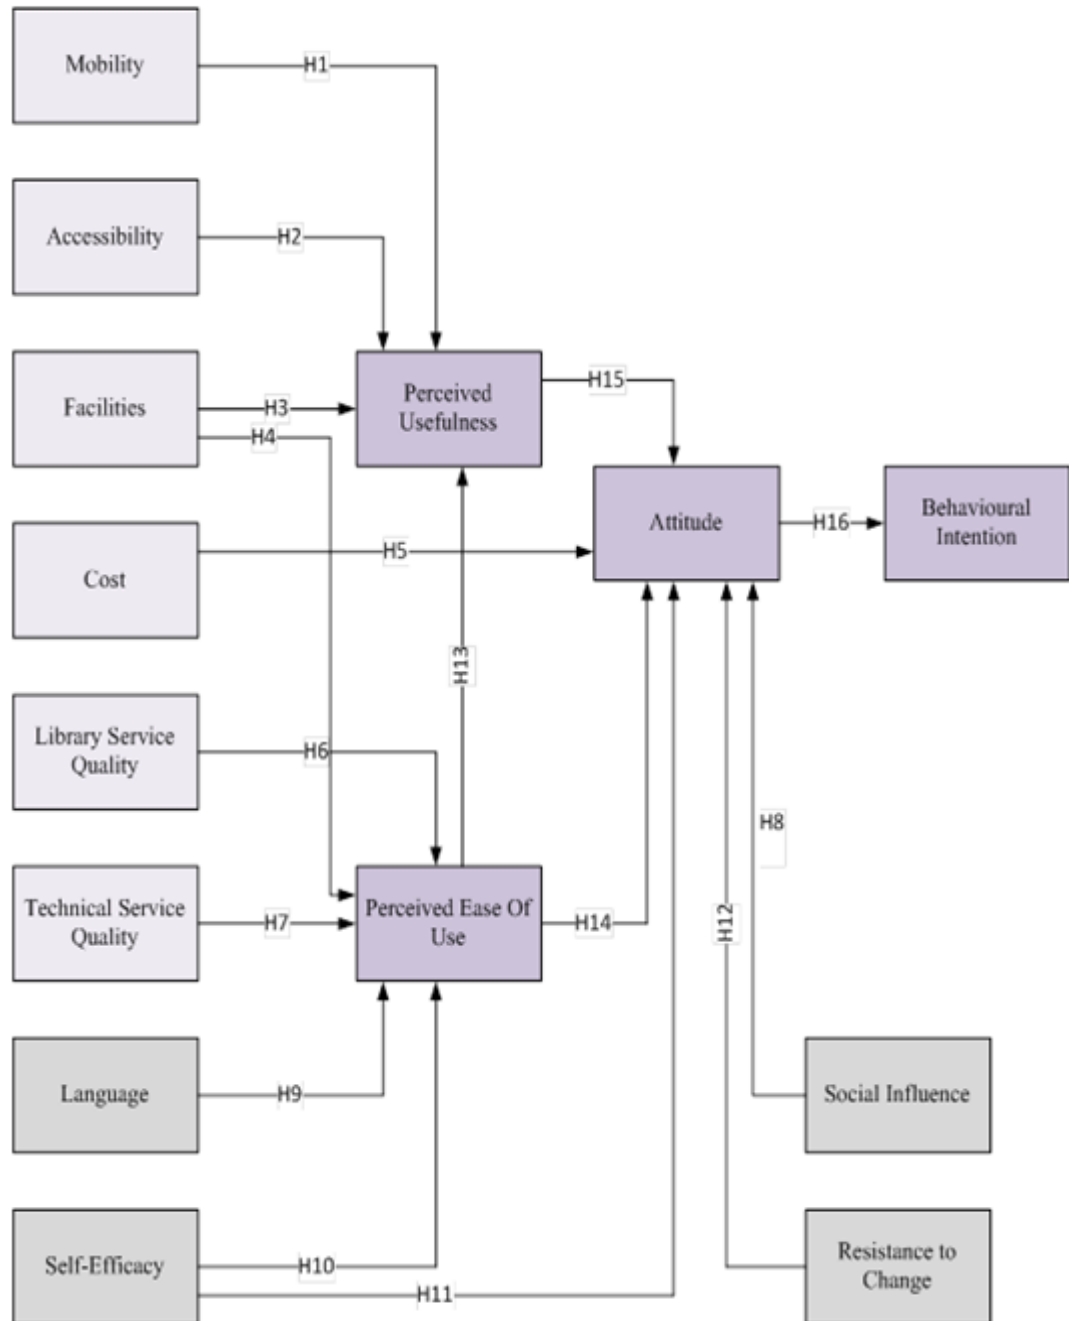 Mobility
H1
Accessibility
H2
Facilities
H3
H4
Perceived
Usefulness
H15
Cost
H5
Attitude
H16
Behavioural
Intention
H13
Library Service
Quality
H6
H8
Technical Service
Quality
H7
Perceived Ease Of
Use
H14
H12
Language
H9
Social Influence
Self-Efficacy
H10
H11
Resistance to
Change